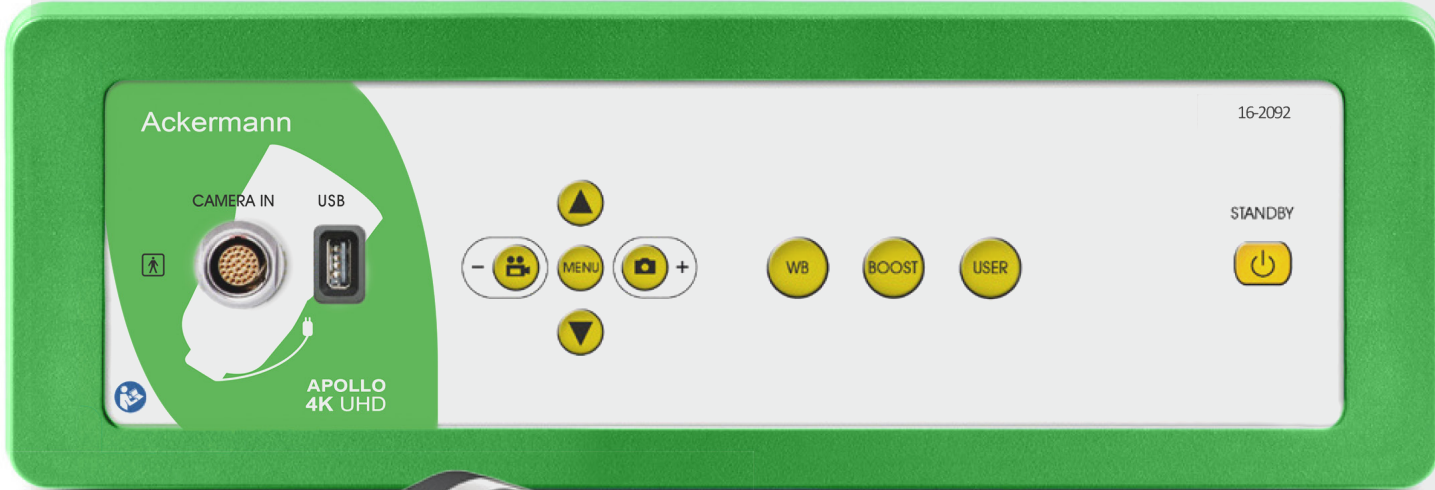 Ackermann
16-2092
CAMERA IN
USB
STANDBY
- MENU +
WB
BOOST
USER
APOLLO
4K UHD